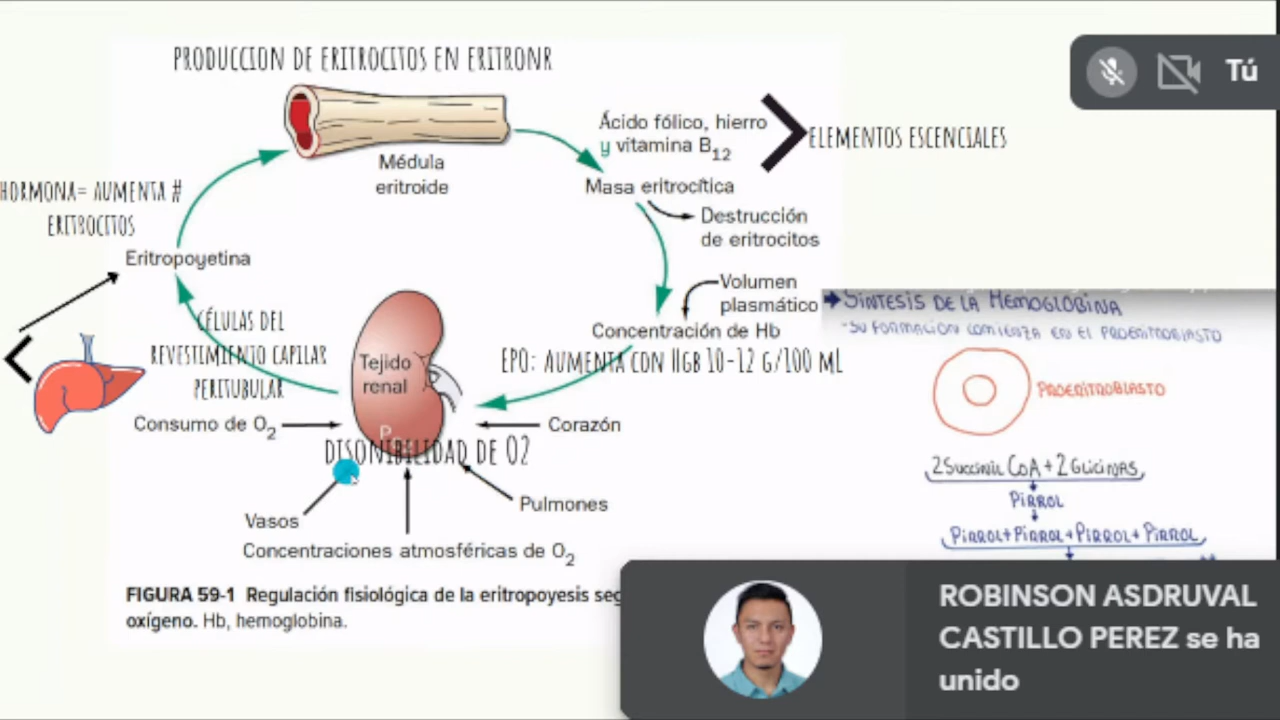 PRODUCCION DE ERITROCITOS EN ERITRONR
Tú
Ácido fólico, hierro
y vitamina B12
ELEMENTOS ESCENCIALES
Médula
eritroide
Masa eritrocítica
HORMONA= AUMENTA #
ERITROCITOS
Destrucción
de eritrocitos
Eritropoyetina
Volumen
plasmático
SÍNTESIS DE LA HEMOGLOBINA
-SU FORMACION COMIENZA EN EL PROERITROBLASTO
CÉLULAS DEL
REVESTIMIENTO CAPILAR
PERITUBULAR
Concentración de Hb
EPO: AUMENTA CON HGB 10-12 g/100 mL
Tejido
renal
PROERITROBLASTO
Consumo de O2
Corazón
DISONIBILIDAD DE O2
2 Succinil CoA + 2 Glicinas
Pirrol
Pirrol+Pirrol+Pirrol+Pirrol
Vasos
Pulmones
Concentraciones atmosféricas de O2
FIGURA 59-1 Regulación fisiológica de la eritropoyesis seg
oxígeno. Hb, hemoglobina.
ROBINSON ASDRUVAL
CASTILLO PEREZ se ha
unido